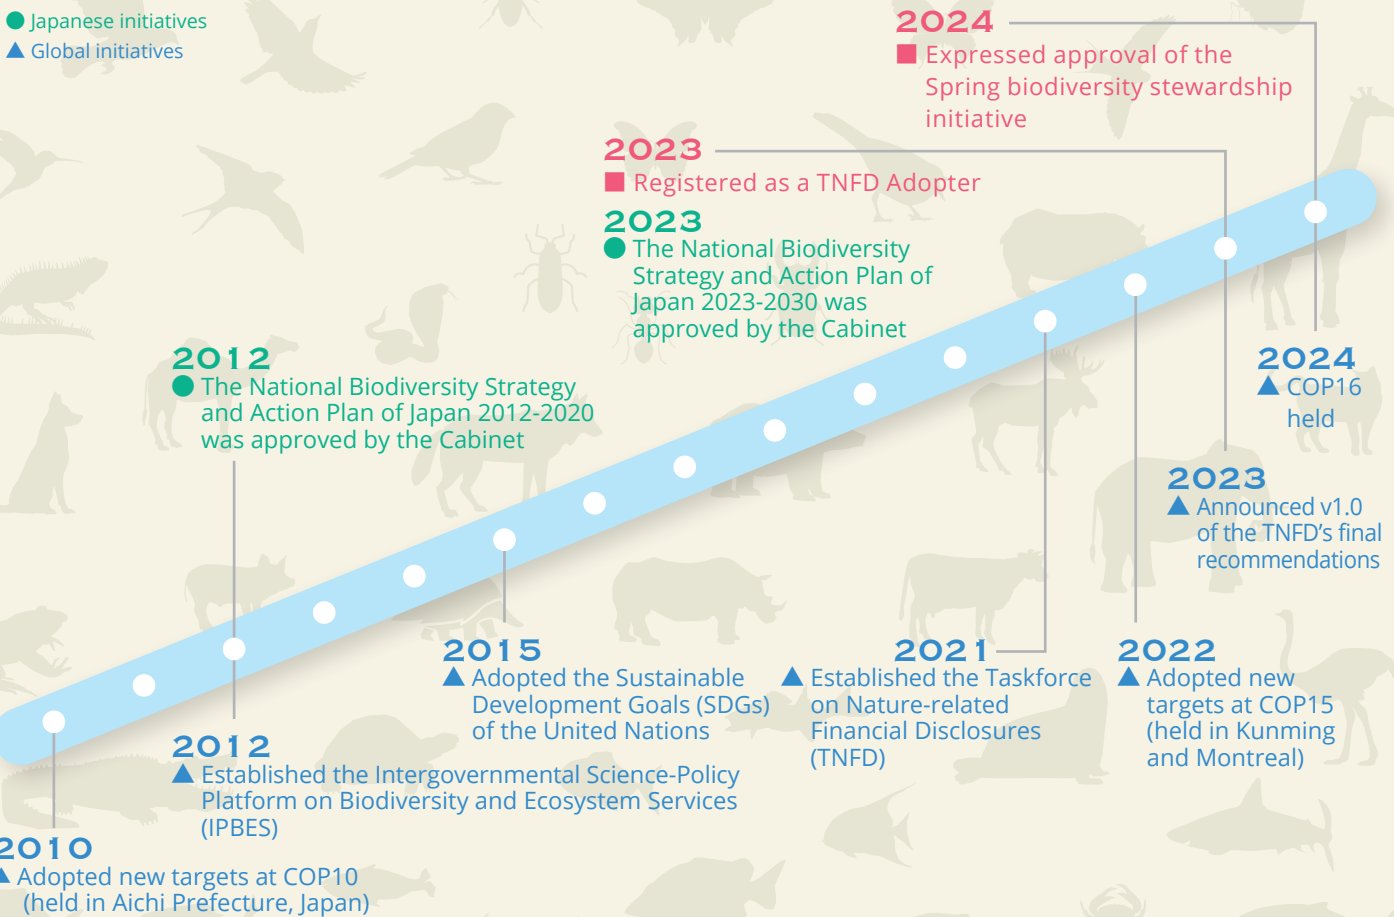 ● Japanese initiatives
▲ Global initiatives
2024
■ Expressed approval of the
Spring biodiversity stewardship
initiative
2023
■ Registered as a TNFD Adopter
2023
● The National Biodiversity
Strategy and Action Plan of
Japan 2023-2030 was
approved by the Cabinet
2012
● The National Biodiversity Strategy
and Action Plan of Japan 2012-2020
was approved by the Cabinet
2024
▲ COP16
held
2023
▲ Announced v1.0
of the TNFD's final
recommendations
2015
▲ Adopted the Sustainable
Development Goals (SDGs)
of the United Nations
2021
▲ Established the Taskforce
on Nature-related
Financial Disclosures
(TNFD)
2022
▲ Adopted new
targets at COP15
(held in Kunming
and Montreal)
2012
▲ Established the Intergovernmental Science-Policy
Platform on Biodiversity and Ecosystem Services
(IPBES)
2010
▲ Adopted new targets at COP10
(held in Aichi Prefecture, Japan)